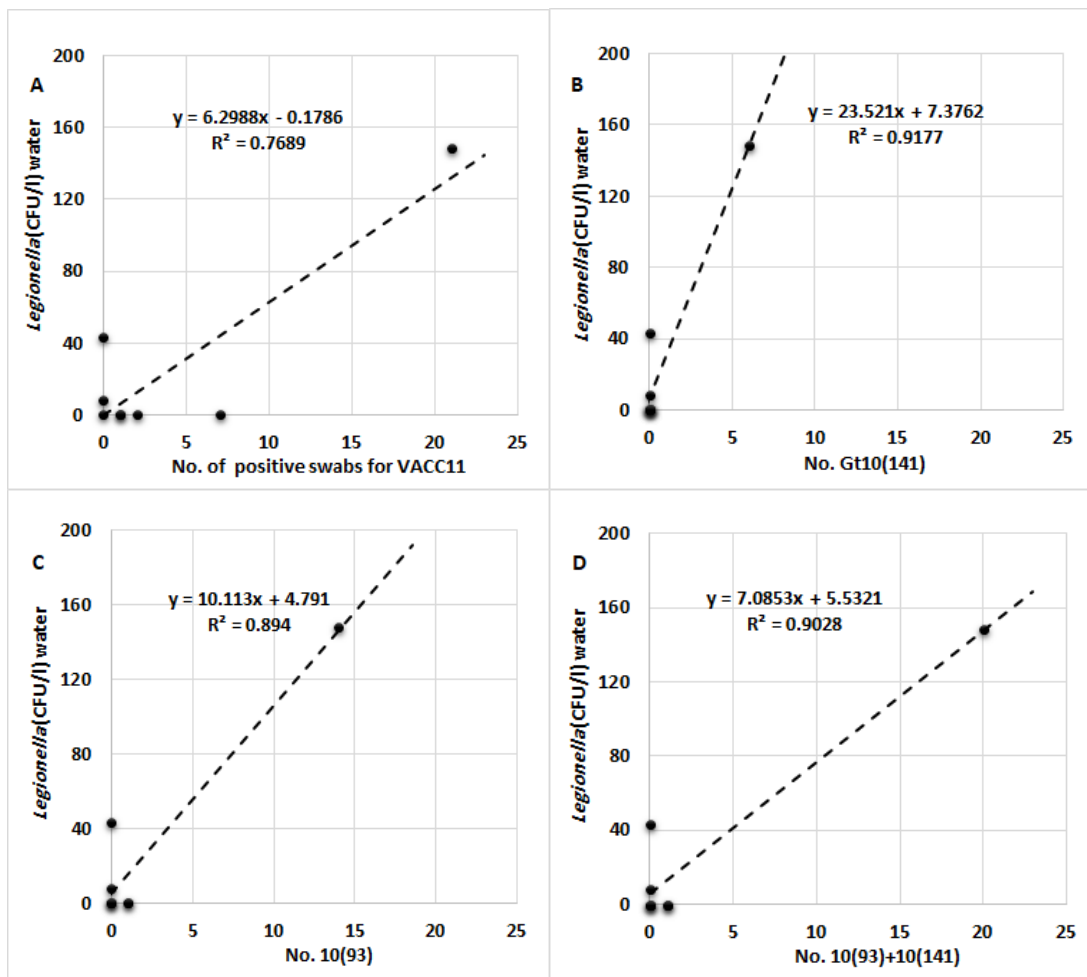 A
y = 6.2988x - 0.1786
R² = 0.7689
Legionella(CFU/l) water
200
160
120
80
40
0
0 5 10 15 20 25
No. of positive swabs for VACC11
B
y = 23.521x + 7.3762
R² = 0.9177
Legionella(CFU/l) water
200
160
120
80
40
0
0 5 10 15 20 25
No. Gt10(141)
C
y = 10.113x + 4.791
R² = 0.894
Legionella(CFU/l) water
200
160
120
80
40
0
0 5 10 15 20 25
No. 10(93)
D
y = 7.0853x + 5.5321
R² = 0.9028
Legionella(CFU/l) water
200
160
120
80
40
0
0 5 10 15 20 25
No. 10(93)+10(141)